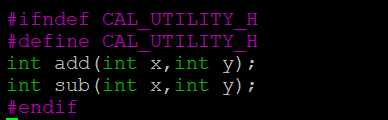 #ifndef CAL_UTILITY_H
#define CAL_UTILITY_H
int add(int x,int y);
int sub(int x,int y);
#endif